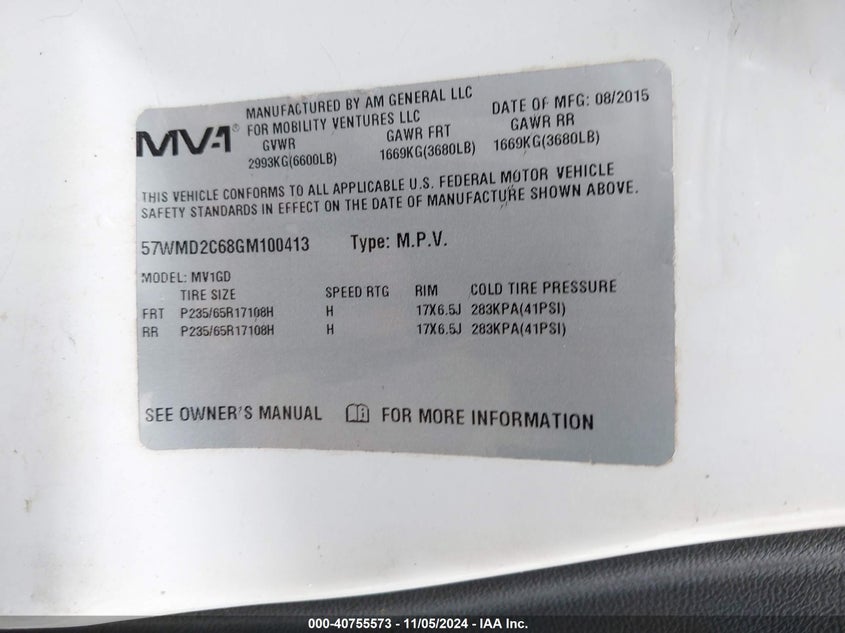 MV-1® MANUFACTURED BY AM GENERAL LLC DATE OF MFG: 08/2015
FOR MOBILITY VENTURES LLC
GVWR GAWR FRT GAWR RR
2993KG(6600LB) 1669KG(3680LB) 1669KG(3680LB)
THIS VEHICLE CONFORMS TO ALL APPLICABLE U.S. FEDERAL MOTOR VEHICLE
SAFETY STANDARDS IN EFFECT ON THE DATE OF MANUFACTURE SHOWN ABOVE.
57WMD2C68GM100413 Type: M.P.V.
MODEL: MV1GD
TIRE SIZE SPEED RTG RIM COLD TIRE PRESSURE
FRT P235/65R17108H H 17X6.5J 283KPA(41PSI)
RR P235/65R17108H H 17X6.5J 283KPA(41PSI)
SEE OWNER'S MANUAL FOR MORE INFORMATION
000-40755573 - 11/05/2024 - IAA Inc.